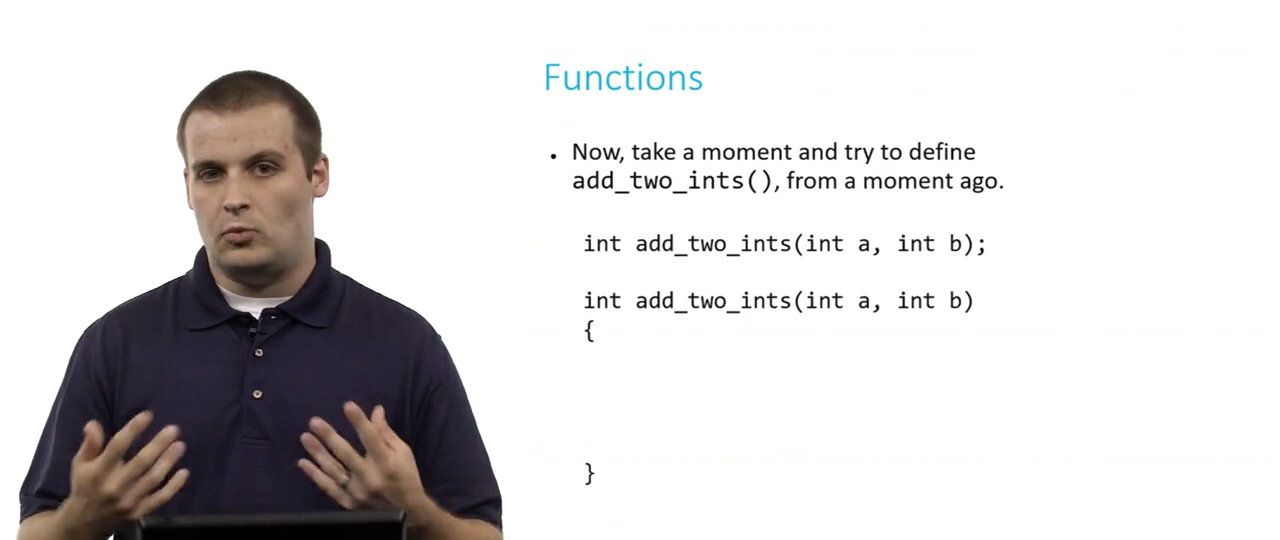 Functions
• Now, take a moment and try to define
add_two_ints(), from a moment ago.
int add_two_ints(int a, int b);
int add_two_ints(int a, int b)
{
}